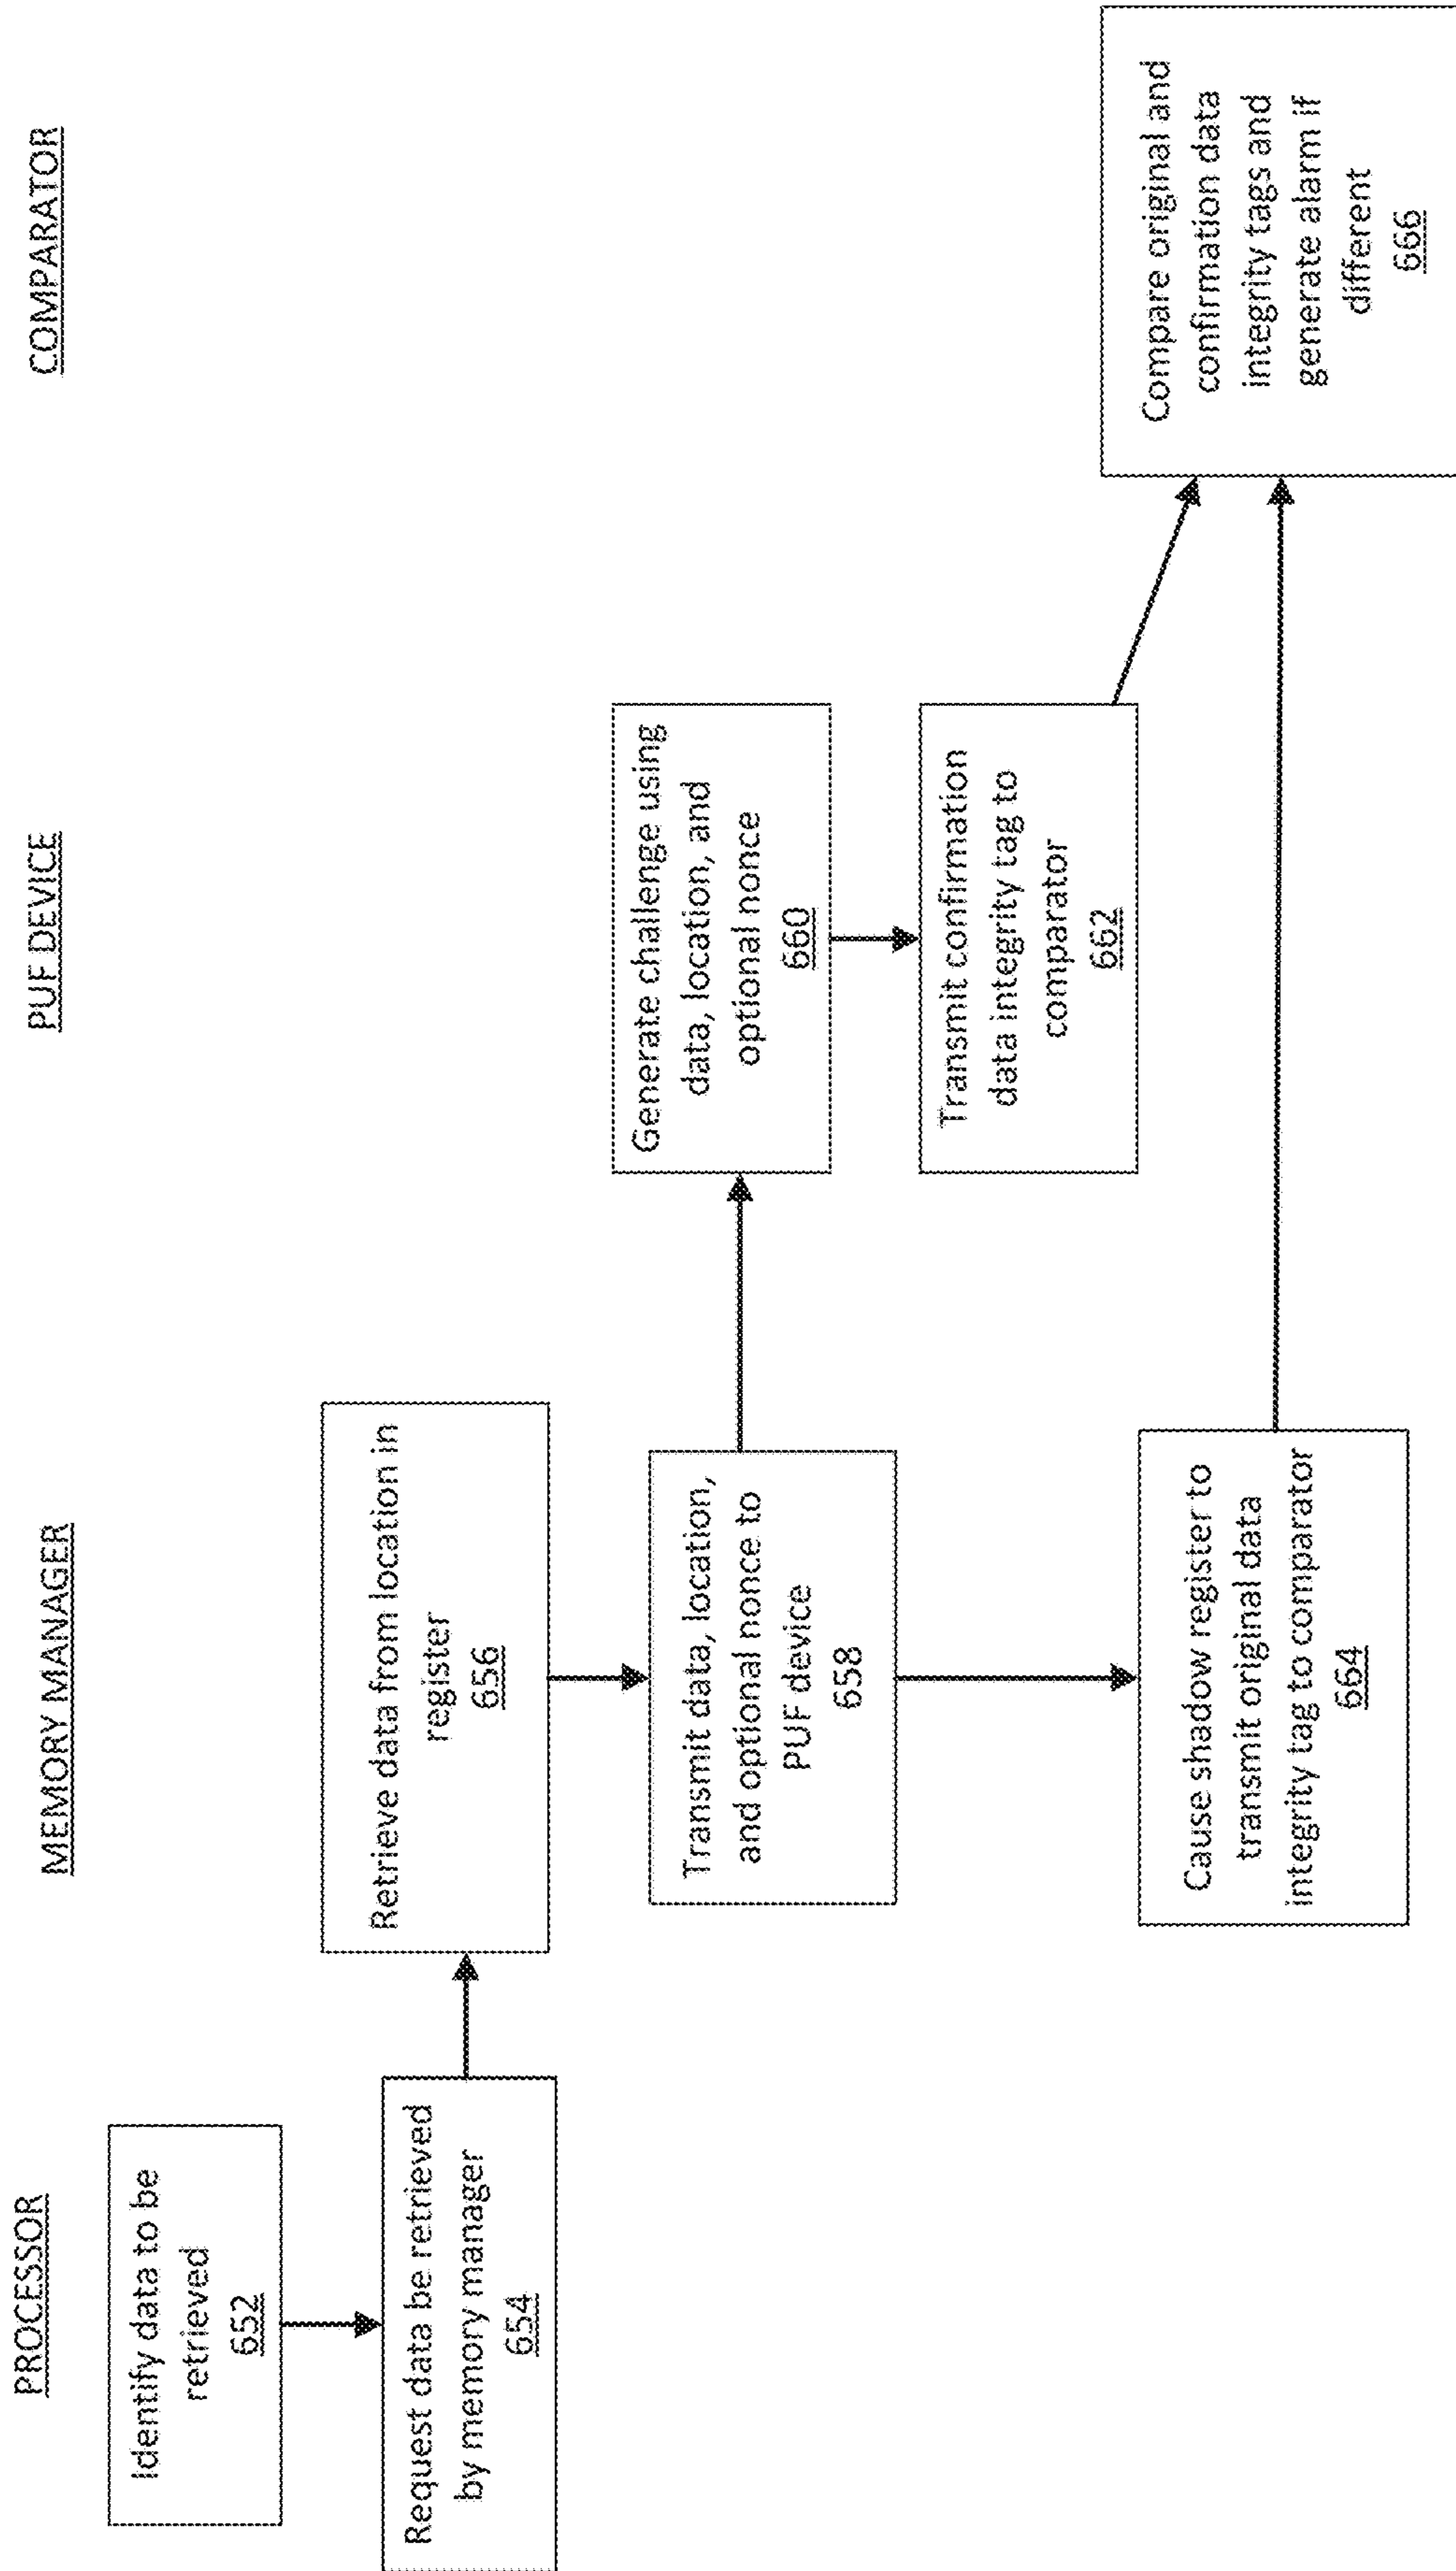 PROCESSOR
MEMORY MANAGER
PUF DEVICE
COMPARATOR
Identify data to be
retrieved
652
Request data be retrieved
by memory manager
654
Retrieve data from location in
register
656
Transmit data, location,
and optional nonce to
PUF device
658
Generate challenge using
data, location, and
optional nonce
660
Transmit confirmation
data integrity tag to
comparator
662
Cause shadow register to
transmit original data
integrity tag to comparator
664
Compare original and
confirmation data
integrity tags and
generate alarm if
different
666